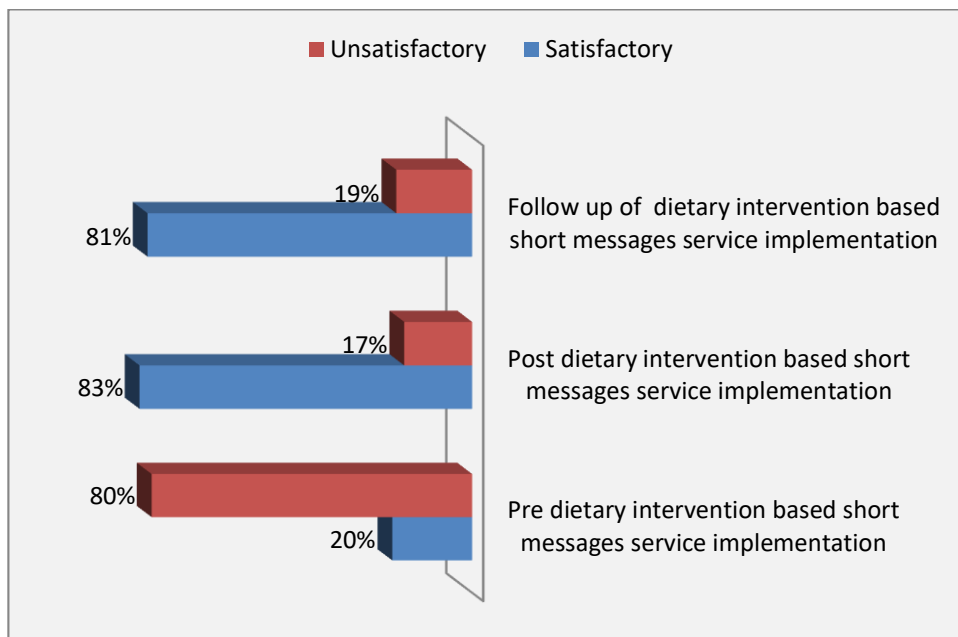 Unsatisfactory Satisfactory
19%
81%
Follow up of dietary intervention based
short messages service implementation
17%
83%
Post dietary intervention based short
messages service implementation
80%
20%
Pre dietary intervention based short
messages service implementation